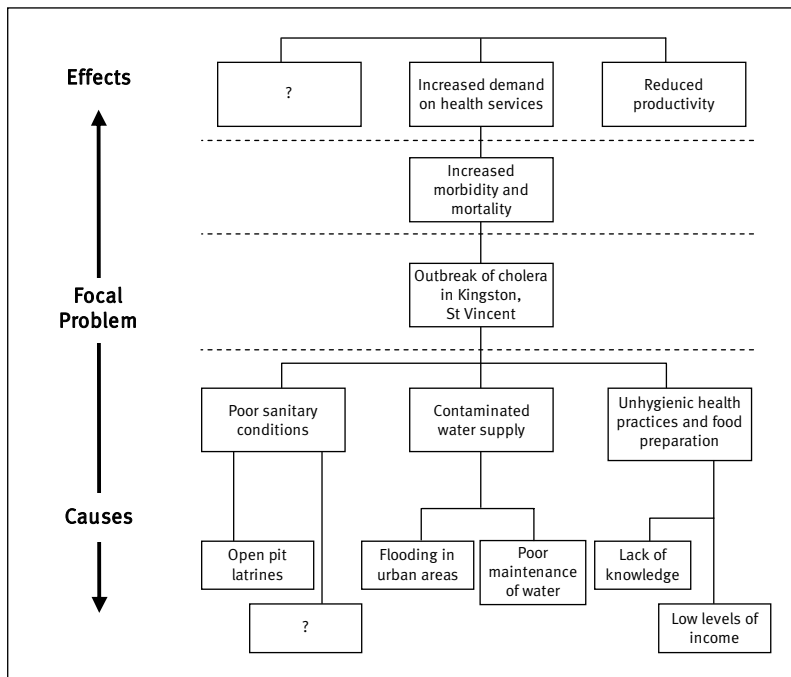 Effects
?
Increased demand
on health services
Reduced
productivity
Increased
morbidity and
mortality
Focal
Problem
Outbreak of cholera
in Kingston,
St Vincent
Poor sanitary
conditions
Contaminated
water supply
Unhygienic health
practices and food
preparation
Causes
Open pit
latrines
Flooding in
urban areas
Poor
maintenance
of water
Lack of
knowledge
?
Low levels of
income